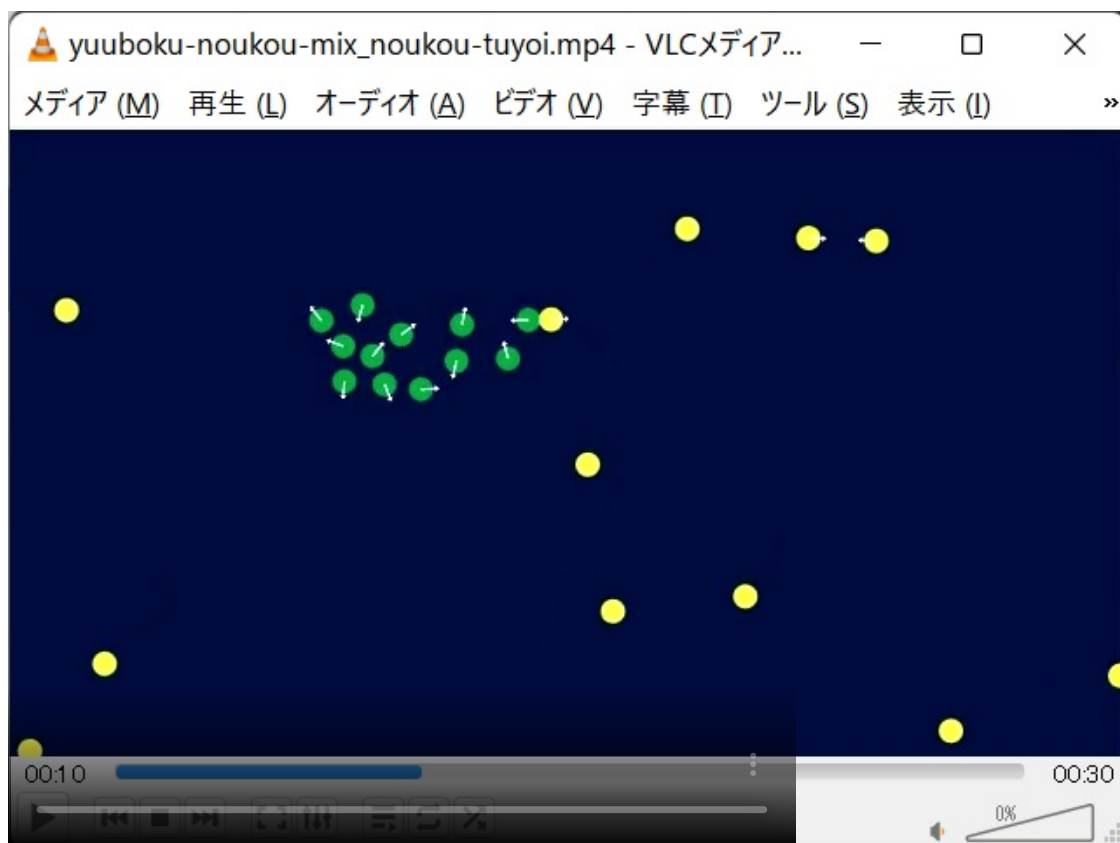 yuuboku-noukou-mix_noukou-tuyoi.mp4 - VLCメディア...
メディア (M) 再生 (L) オーディオ (A) ビデオ (V) 字幕 (T) ツール (S) 表示 (I) »
00:10 00:30
0%